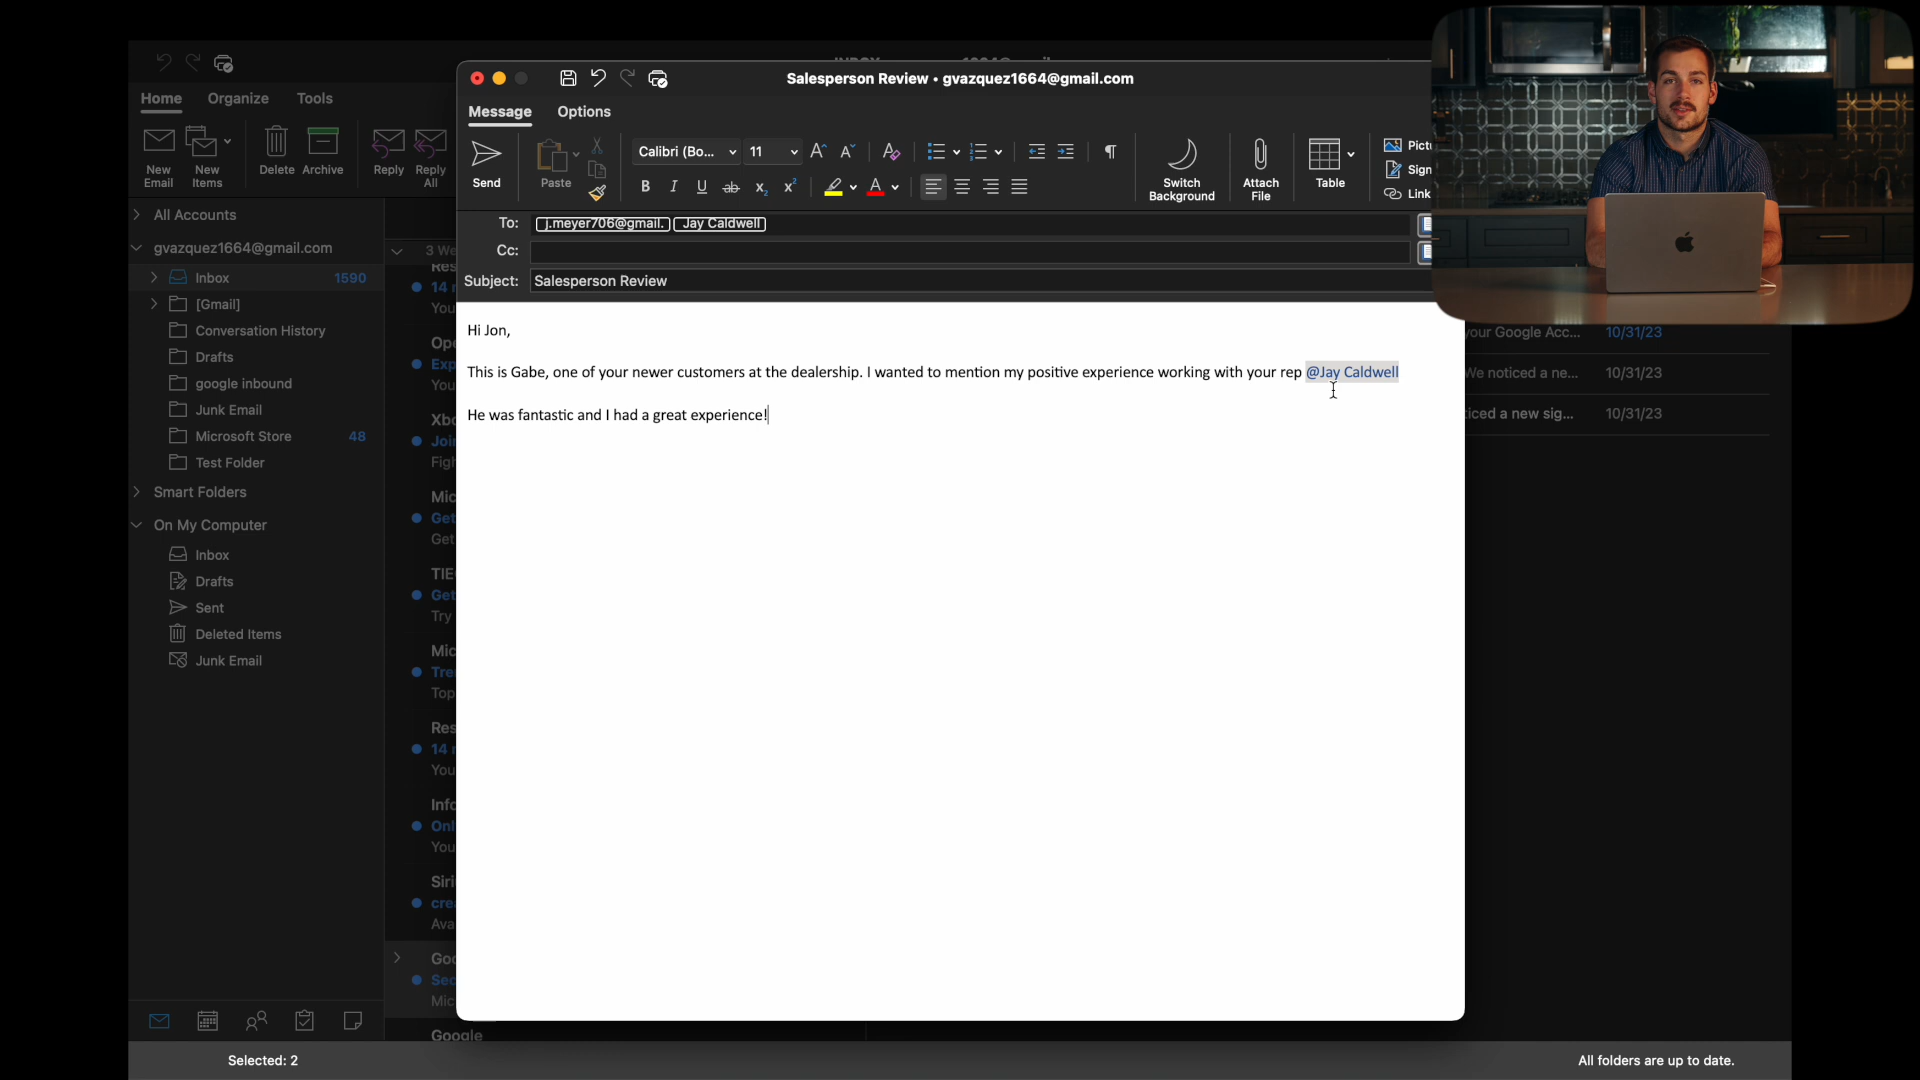 Salesperson Review • gvazquez1664@gmail.com
Home Organize Tools
Message Options
New Email
New Items
Delete
Archive
Reply
Reply All
Send
Paste
Calibri (Bo...
11
B I U ab x₂ x²
A
Switch Background
Attach File
Table
Link
To: j.meyer706@gmail. Jay Caldwell
Cc:
Subject: Salesperson Review
All Accounts
gvazquez1664@gmail.com
Inbox 1590
[Gmail]
Conversation History
Drafts
google inbound
Junk Email
Microsoft Store 48
Test Folder
Smart Folders
On My Computer
Inbox
Drafts
Sent
Deleted Items
Junk Email
Hi Jon,
This is Gabe, one of your newer customers at the dealership. I wanted to mention my positive experience working with your rep @Jay Caldwell
He was fantastic and I had a great experience!
your Google Acc... 10/31/23
We noticed a ne... 10/31/23
ticed a new sig... 10/31/23
Google
Selected: 2
All folders are up to date.